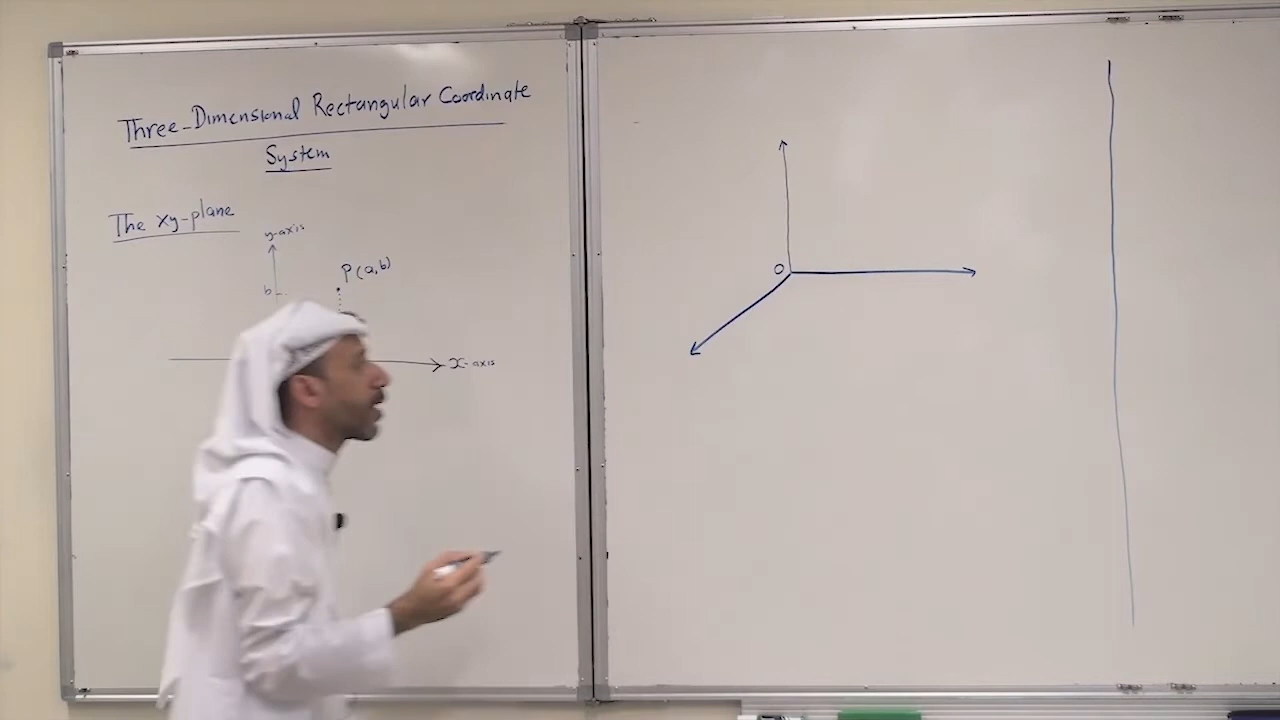 Three-Dimensional Rectangular Coordinate
System
The xy-plane
y-axis
P(a,b)
b
x-axis
O